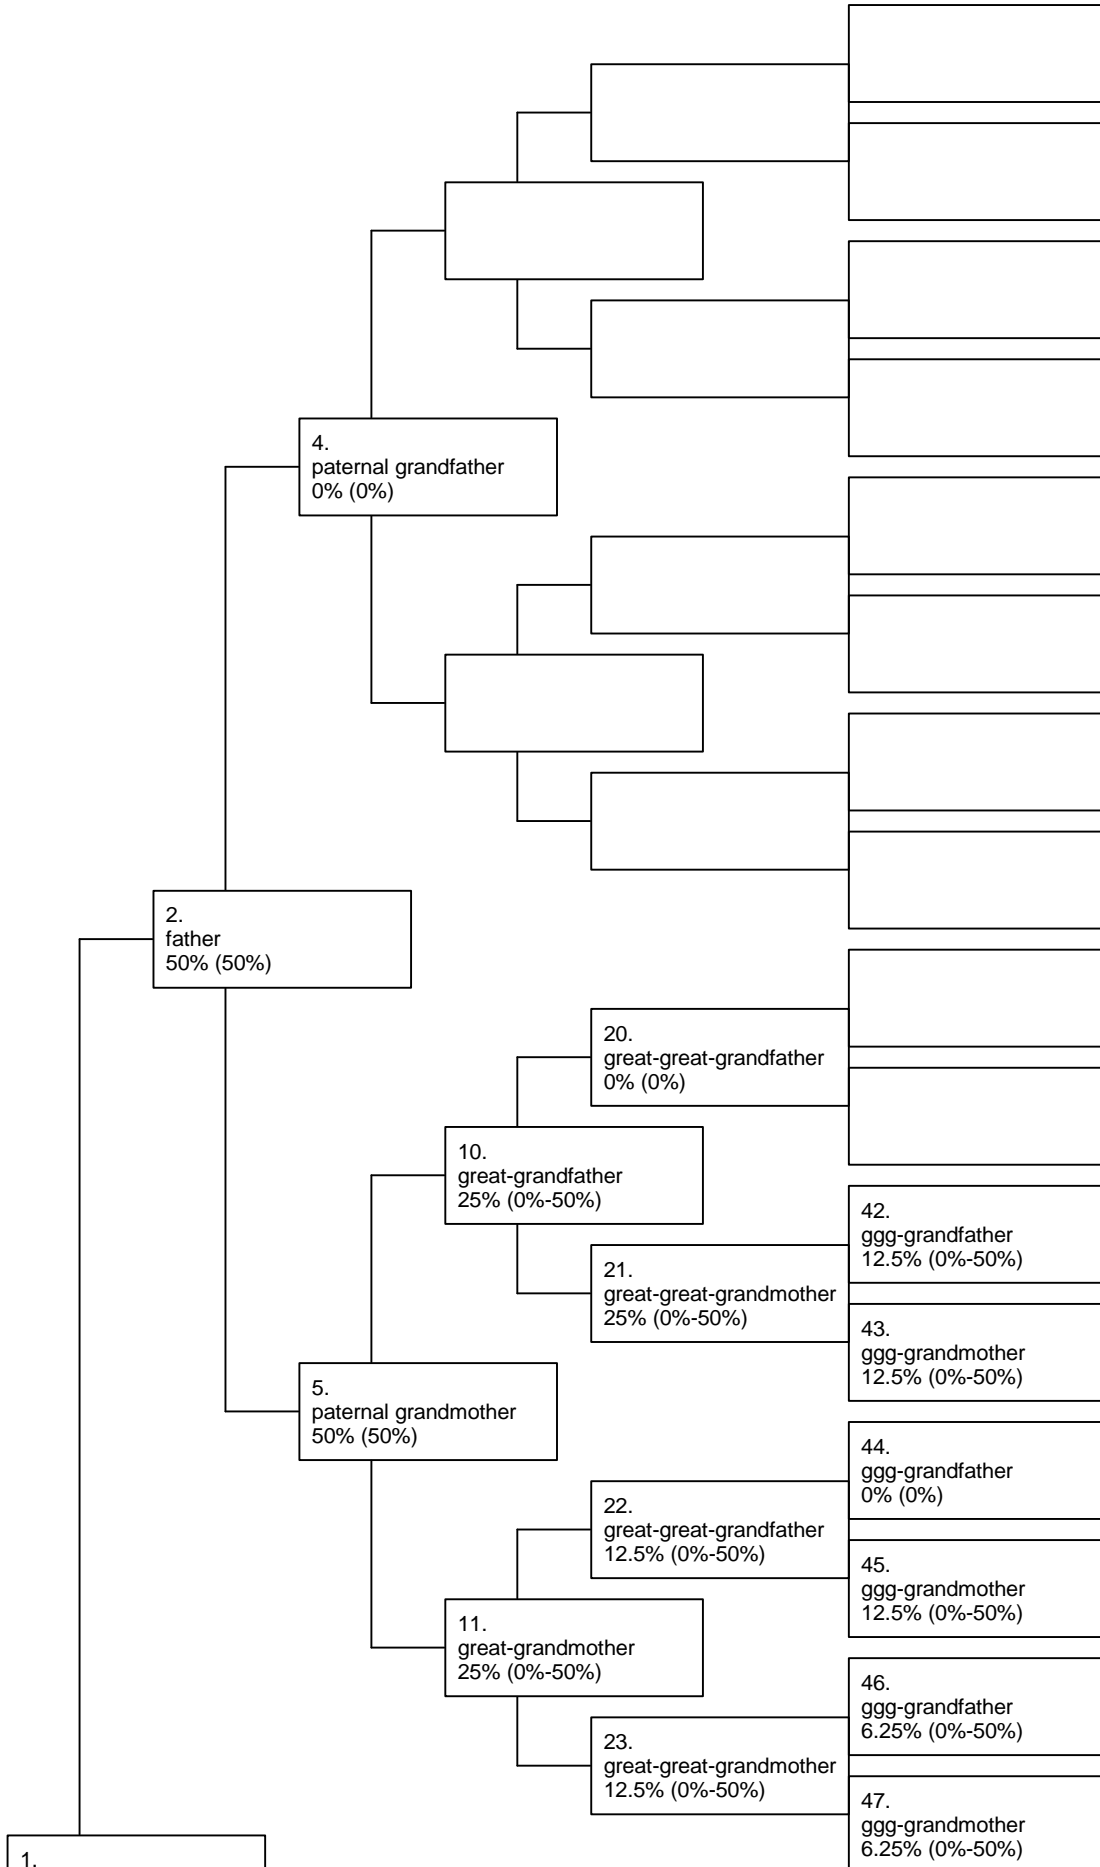 4.
paternal grandfather
0% (0%)
2.
father
50% (50%)
20.
great-great-grandfather
0% (0%)
10.
great-grandfather
25% (0%-50%)
42.
ggg-grandfather
12.5% (0%-50%)
21.
great-great-grandmother
25% (0%-50%)
43.
ggg-grandmother
12.5% (0%-50%)
5.
paternal grandmother
50% (50%)
44.
ggg-grandfather
0% (0%)
22.
great-great-grandfather
12.5% (0%-50%)
45.
ggg-grandmother
12.5% (0%-50%)
11.
great-grandmother
25% (0%-50%)
46.
ggg-grandfather
6.25% (0%-50%)
23.
great-great-grandmother
12.5% (0%-50%)
47.
ggg-grandmother
6.25% (0%-50%)
1.